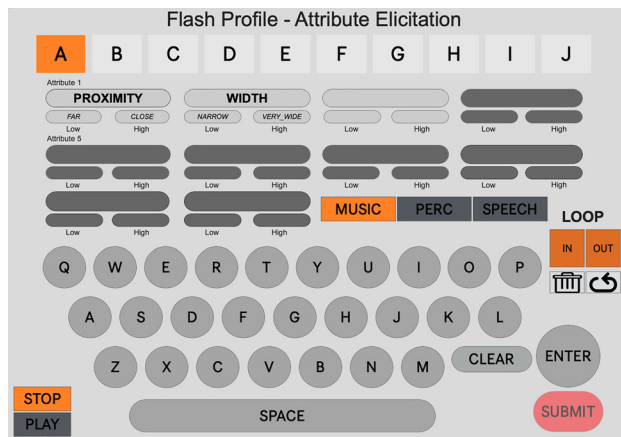 Flash Profile - Attribute Elicitation
A B C D E F G H I J
Attribute 1
PROXIMITY WIDTH
FAR CLOSE NARROW VERY_WIDE
Low High Low High Low High Low High
Attribute 5
Low High Low High Low High Low High
MUSIC PERC SPEECH LOOP
Low High Low High
IN OUT
Q W E R T Y U I O P
A S D F G H J K L
Z X C V B N M CLEAR ENTER
STOP
PLAY
SPACE SUBMIT